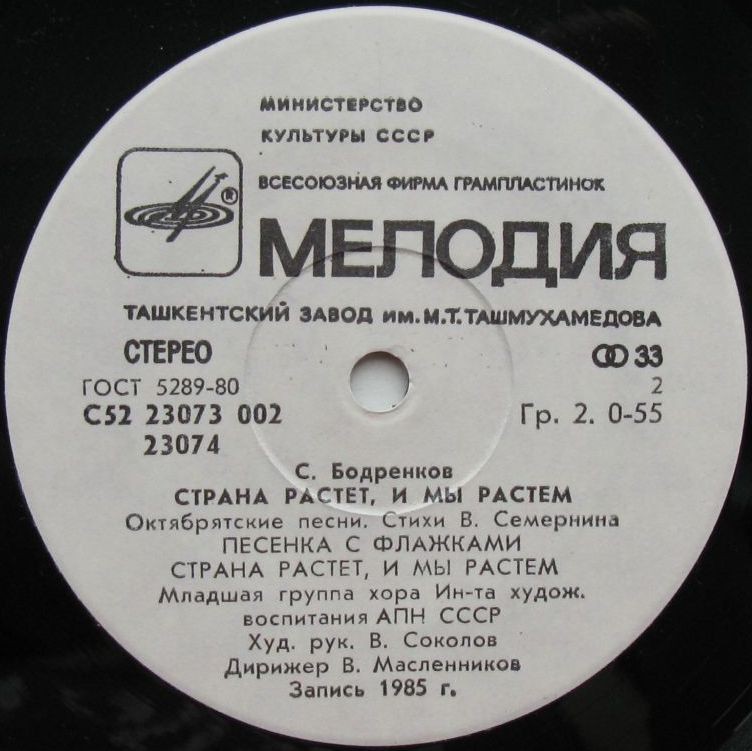 МИНИСТЕРСТВО
КУЛЬТУРЫ СССР
ВСЕСОЮЗНАЯ ФИРМА ГРАМПЛАСТИНОК
®
МЕЛОДИЯ
ТАШКЕНТСКИЙ ЗАВОД им. М.Т. ТАШМУХАМЕДОВА
СТЕРЕО 33
ГОСТ 5289-80 2
С52 23073 002 Гр. 2. 0-55
23074
С. Бодренков
СТРАНА РАСТЕТ, И МЫ РАСТЕМ
Октябрятские песни. Стихи В. Семернина
ПЕСЕНКА С ФЛАЖКАМИ
СТРАНА РАСТЕТ, И МЫ РАСТЕМ
Младшая группа хора Ин-та худож.
воспитания АПН СССР
Худ. рук. В. Соколов
Дирижер В. Масленников
Запись 1985 г.